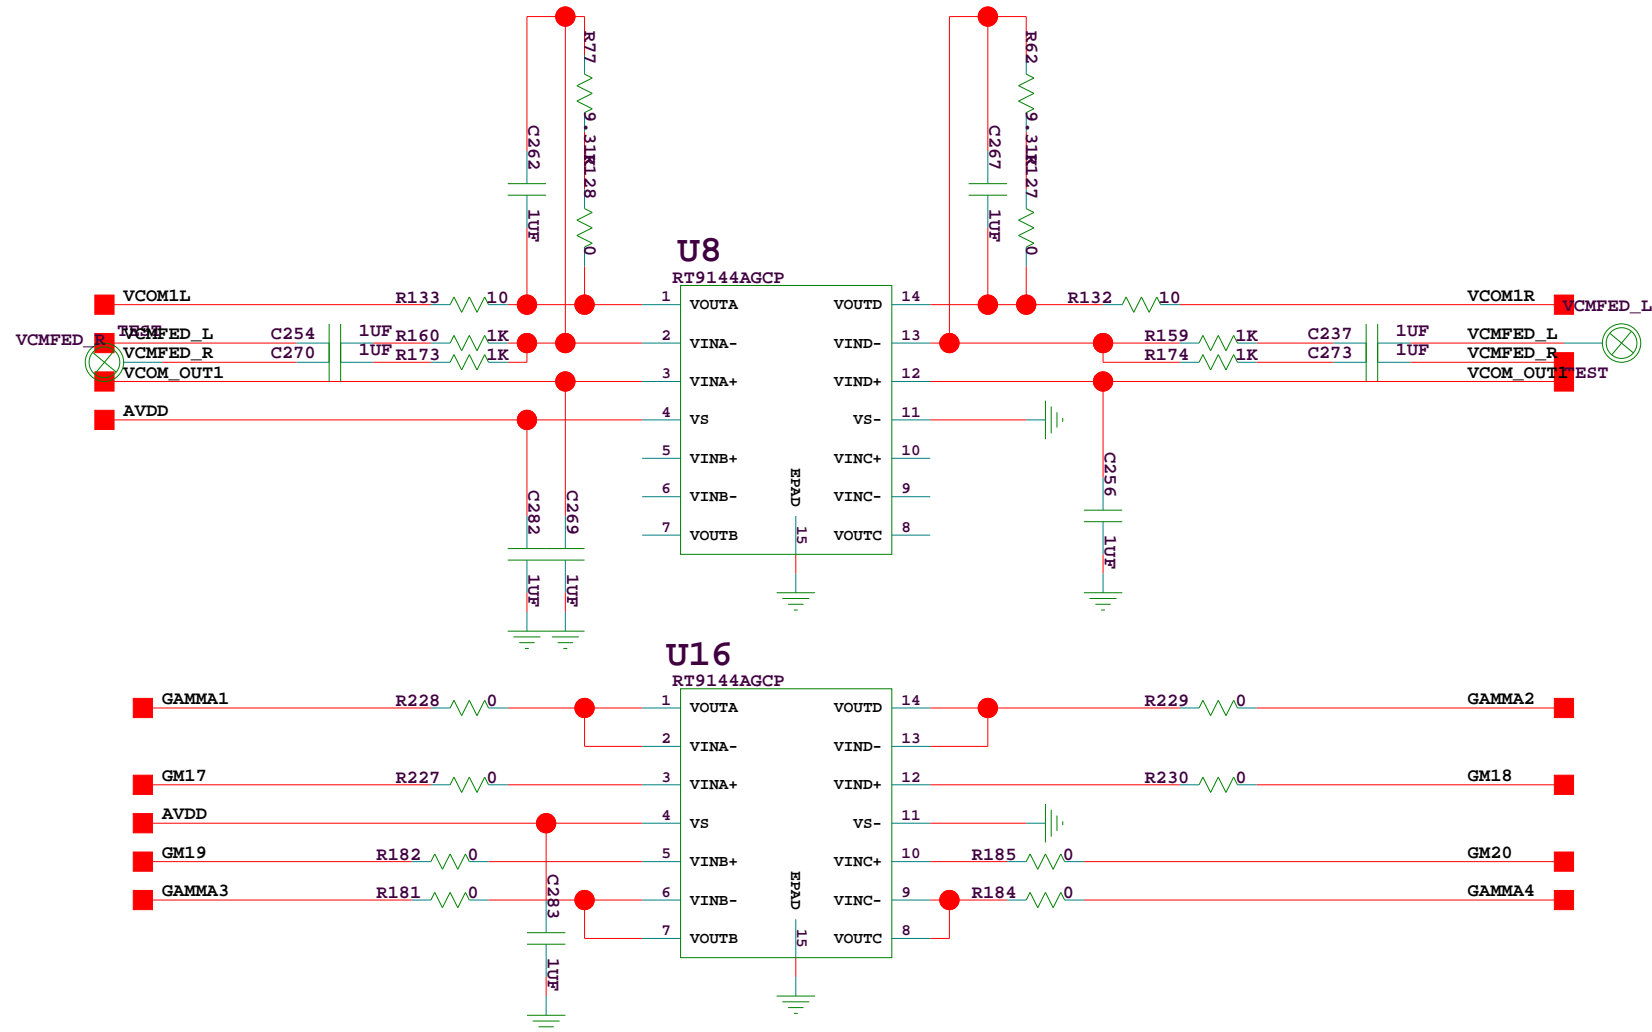 R77
9.31K
R128
0
C262
1UF
R62
9.31K
R127
0
C267
1UF
U8
RT9144AGCP
VCOM1L
R133 10
1 VOUTA
VOUTD 14
R132 10
VCOM1R
VCMFED_L
VCMFED_R
TEST
VCMFED_L
C254 1UF
R160 1K
2 VINA-
VIND- 13
R159 1K
C237 1UF
VCMFED_L
VCMFED_R
C270 1UF
R173 1K
R174 1K
C273 1UF
VCMFED_R
VCOM_OUT1
3 VINA+
VIND+ 12
VCOM_OUT1
TEST
AVDD
4 VS
VS- 11
5 VINB+
VINC+ 10
6 VINB-
VINC- 9
7 VOUTB
VOUTC 8
EPAD
15
C282
1UF
C269
1UF
C256
1UF
U16
RT9144AGCP
GAMMA1
R228 0
1 VOUTA
VOUTD 14
R229 0
GAMMA2
2 VINA-
VIND- 13
GM17
R227 0
3 VINA+
VIND+ 12
R230 0
GM18
AVDD
4 VS
VS- 11
GM19
R182 0
5 VINB+
VINC+ 10
R185 0
GM20
GAMMA3
R181 0
6 VINB-
VINC- 9
R184 0
GAMMA4
7 VOUTB
VOUTC 8
EPAD
15
C283
1UF